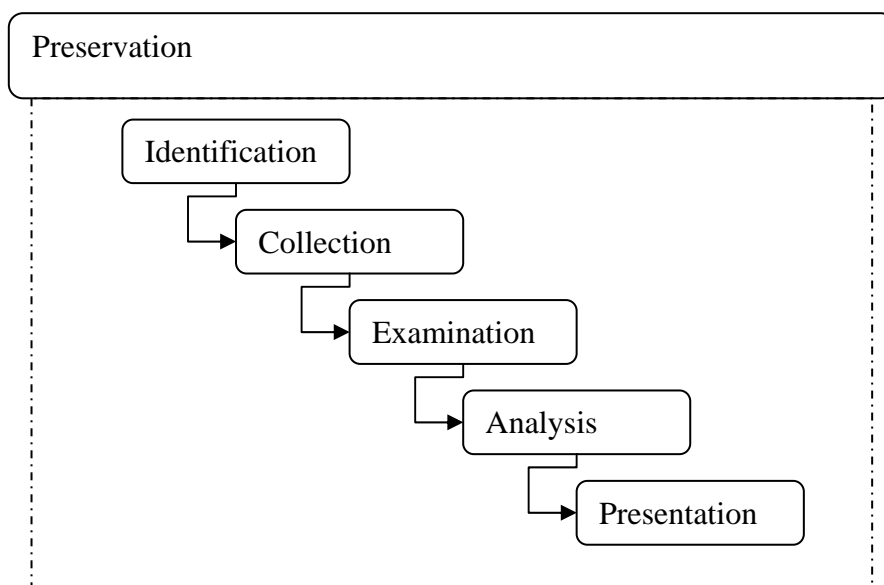 Preservation
Identification
Collection
Examination
Analysis
Presentation